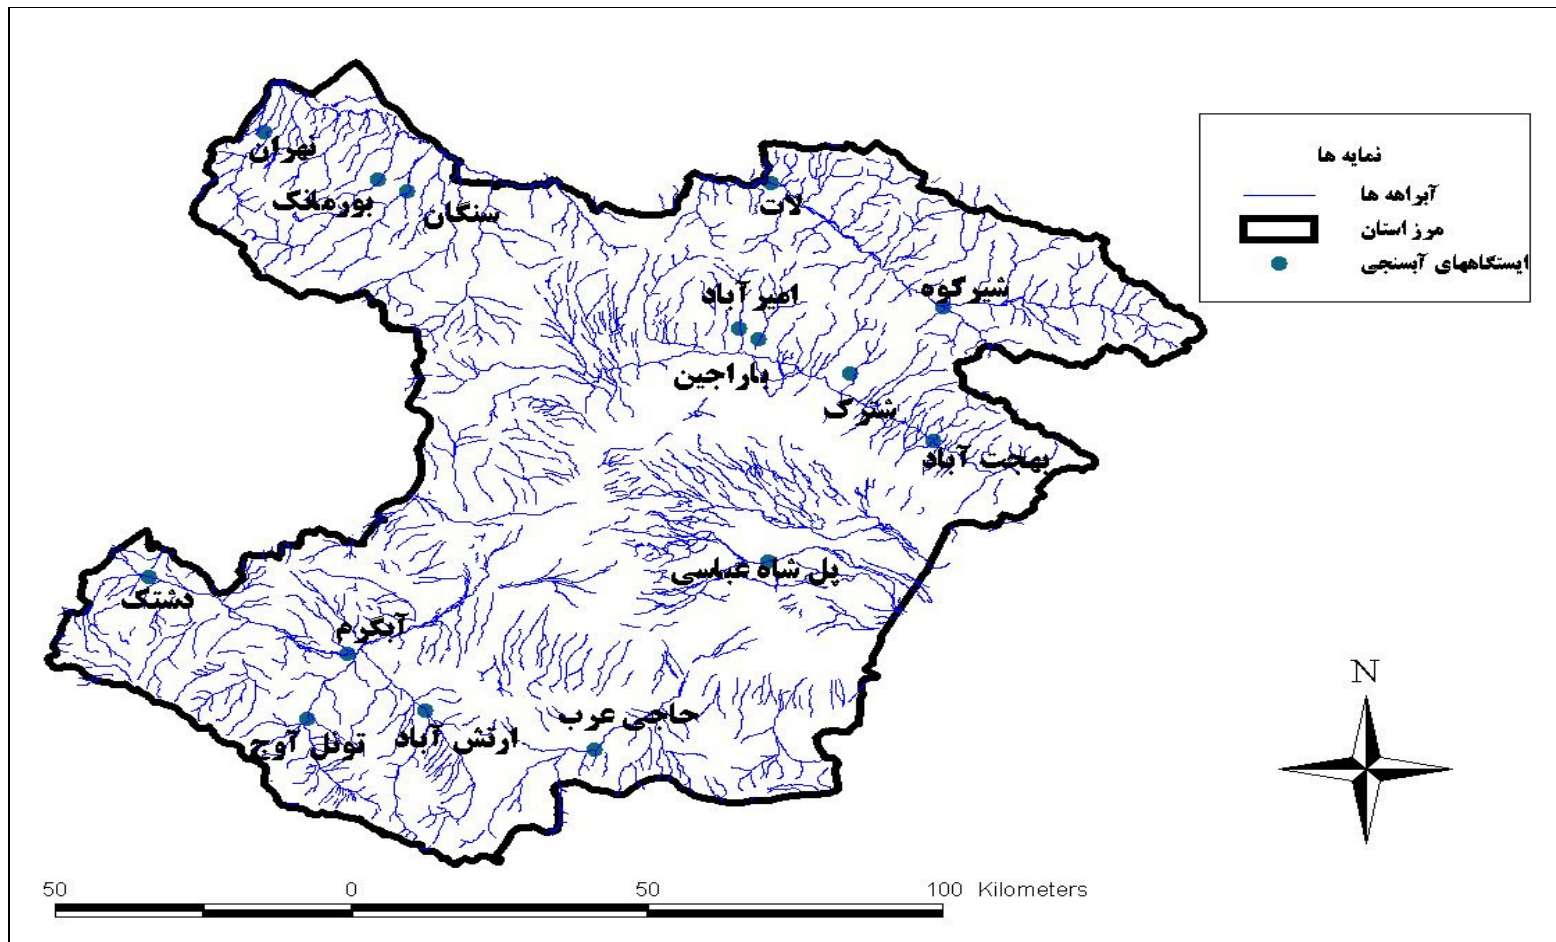 نمایه ها
آبراهه ها
مرز استان
ایستگاههای آبسنجی
نهران
بورمانک
سنگان
لات
شیرکوه
امیر آباد
باراجین
شترک
بهجت آباد
پل شاه عباسی
دشتک
آبگرم
حاجی عرب
ارتش آباد
تونل آوج
N
50 0 50 100 Kilometers